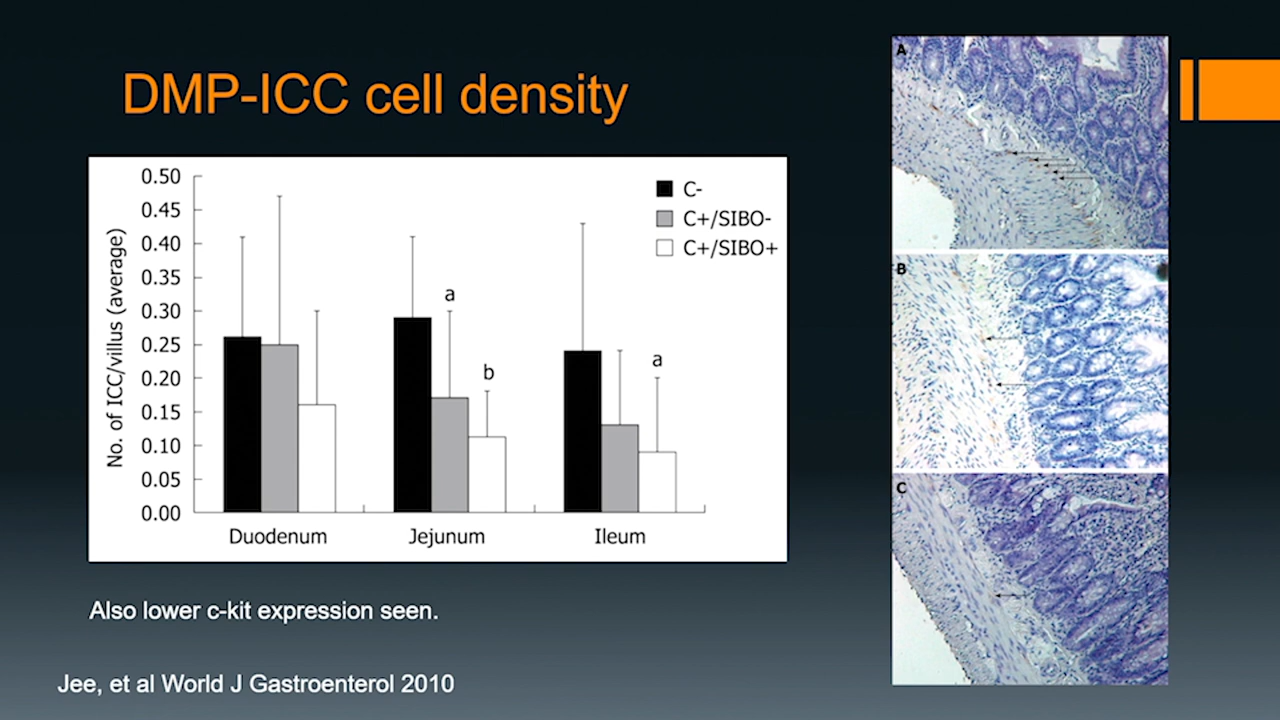 DMP-ICC cell density
No. of ICC/villus (average)
0.50
0.45
0.40
0.35
0.30
0.25
0.20
0.15
0.10
0.05
0.00
C-
C+/SIBO-
C+/SIBO+
a
b
a
Duodenum
Jejunum
Ileum
A
B
C
Also lower c-kit expression seen.
Jee, et al World J Gastroenterol 2010